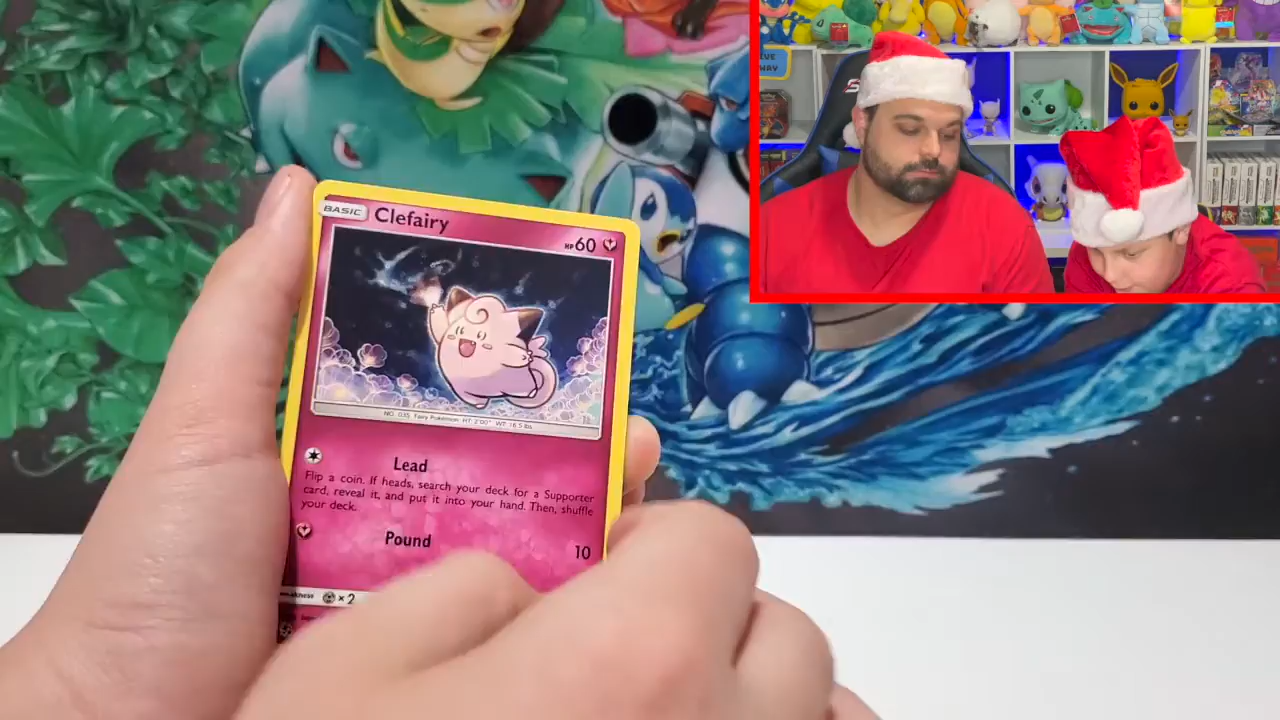 BASIC Clefairy HP60
NO. 035 Fairy Pokémon HT: 2'00" WT: 16.5 lbs.
Lead
Flip a coin. If heads, search your deck for a Supporter
card, reveal it, and put it into your hand. Then, shuffle
your deck.
Pound 10
×2
WAY